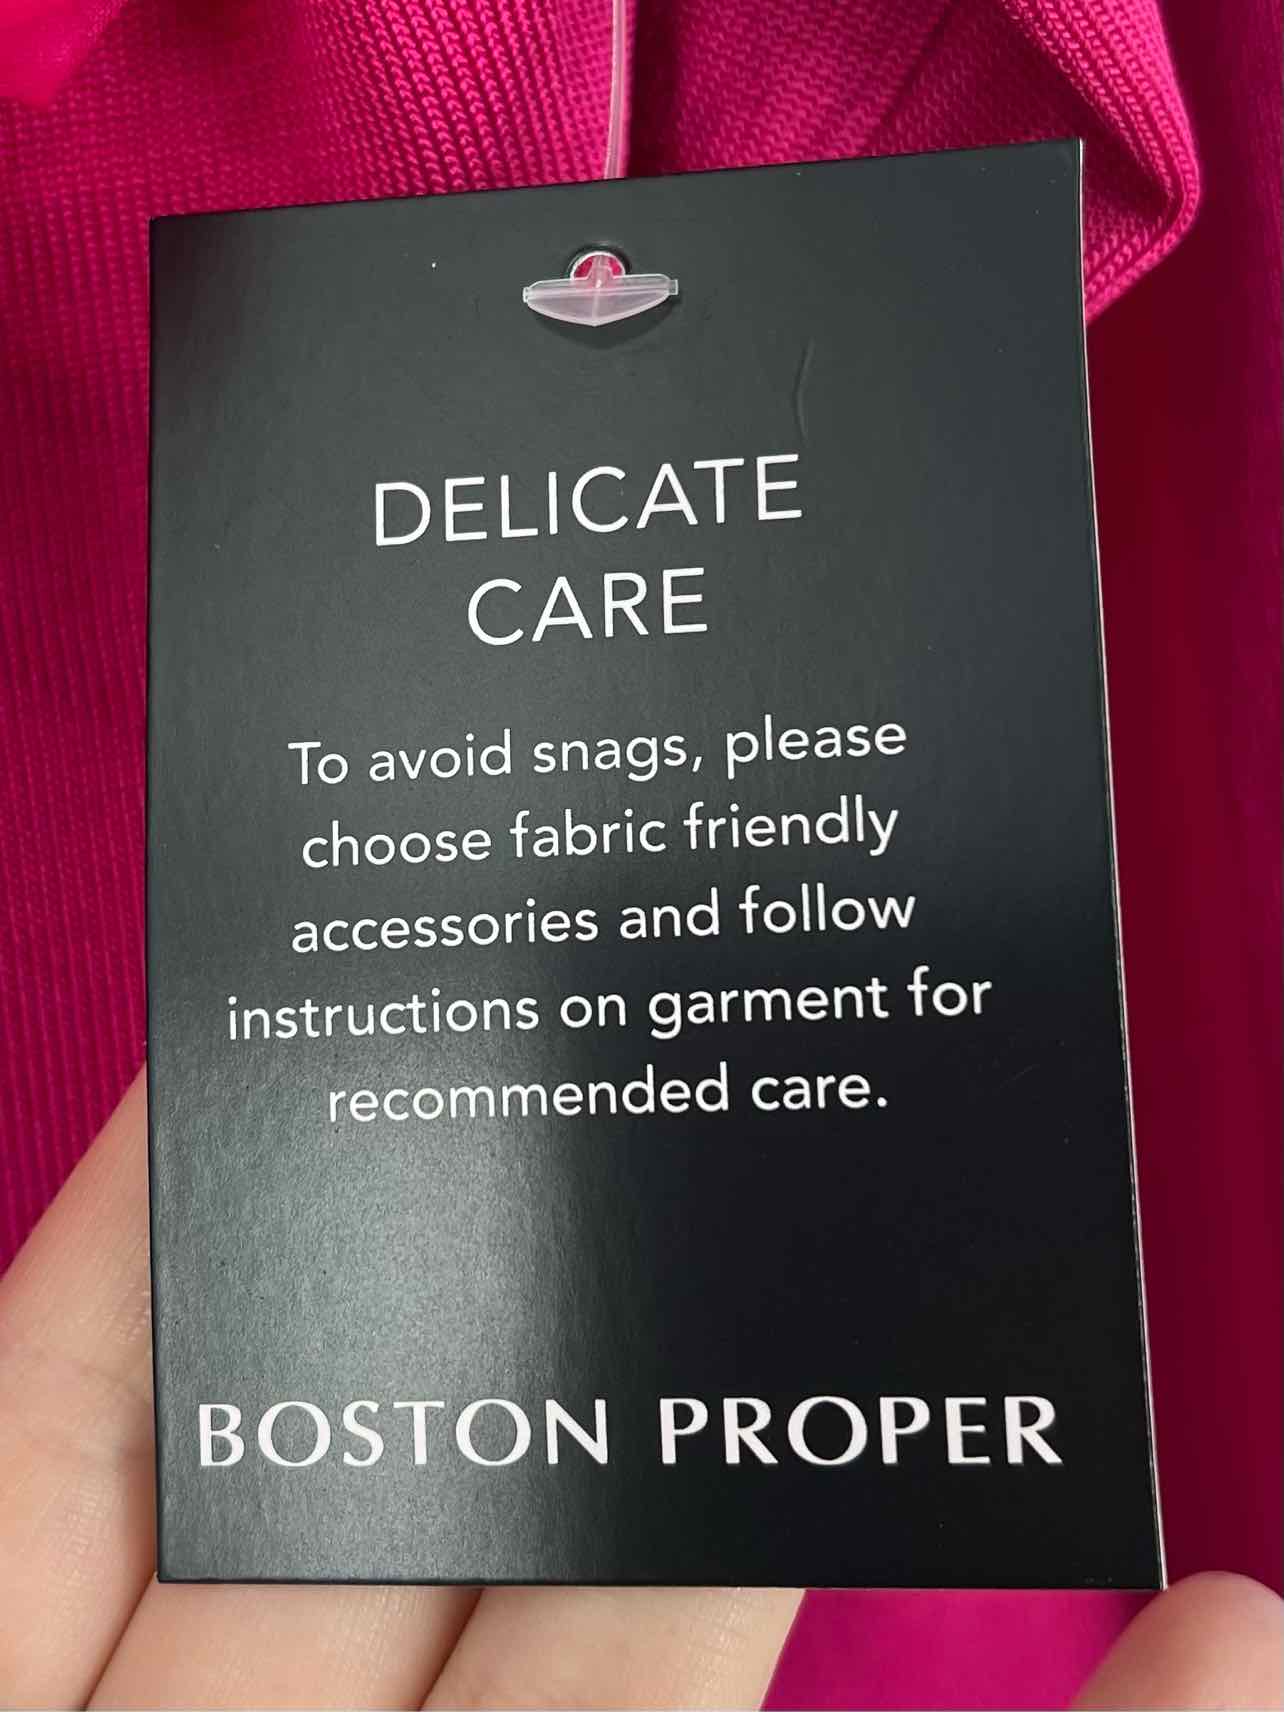 DELICATE
CARE
To avoid snags, please
choose fabric friendly
accessories and follow
instructions on garment for
recommended care.
BOSTON PROPER